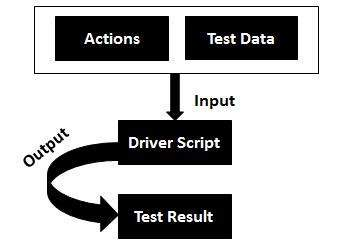 Actions
Test Data
Input
Driver Script
Output
Test Result